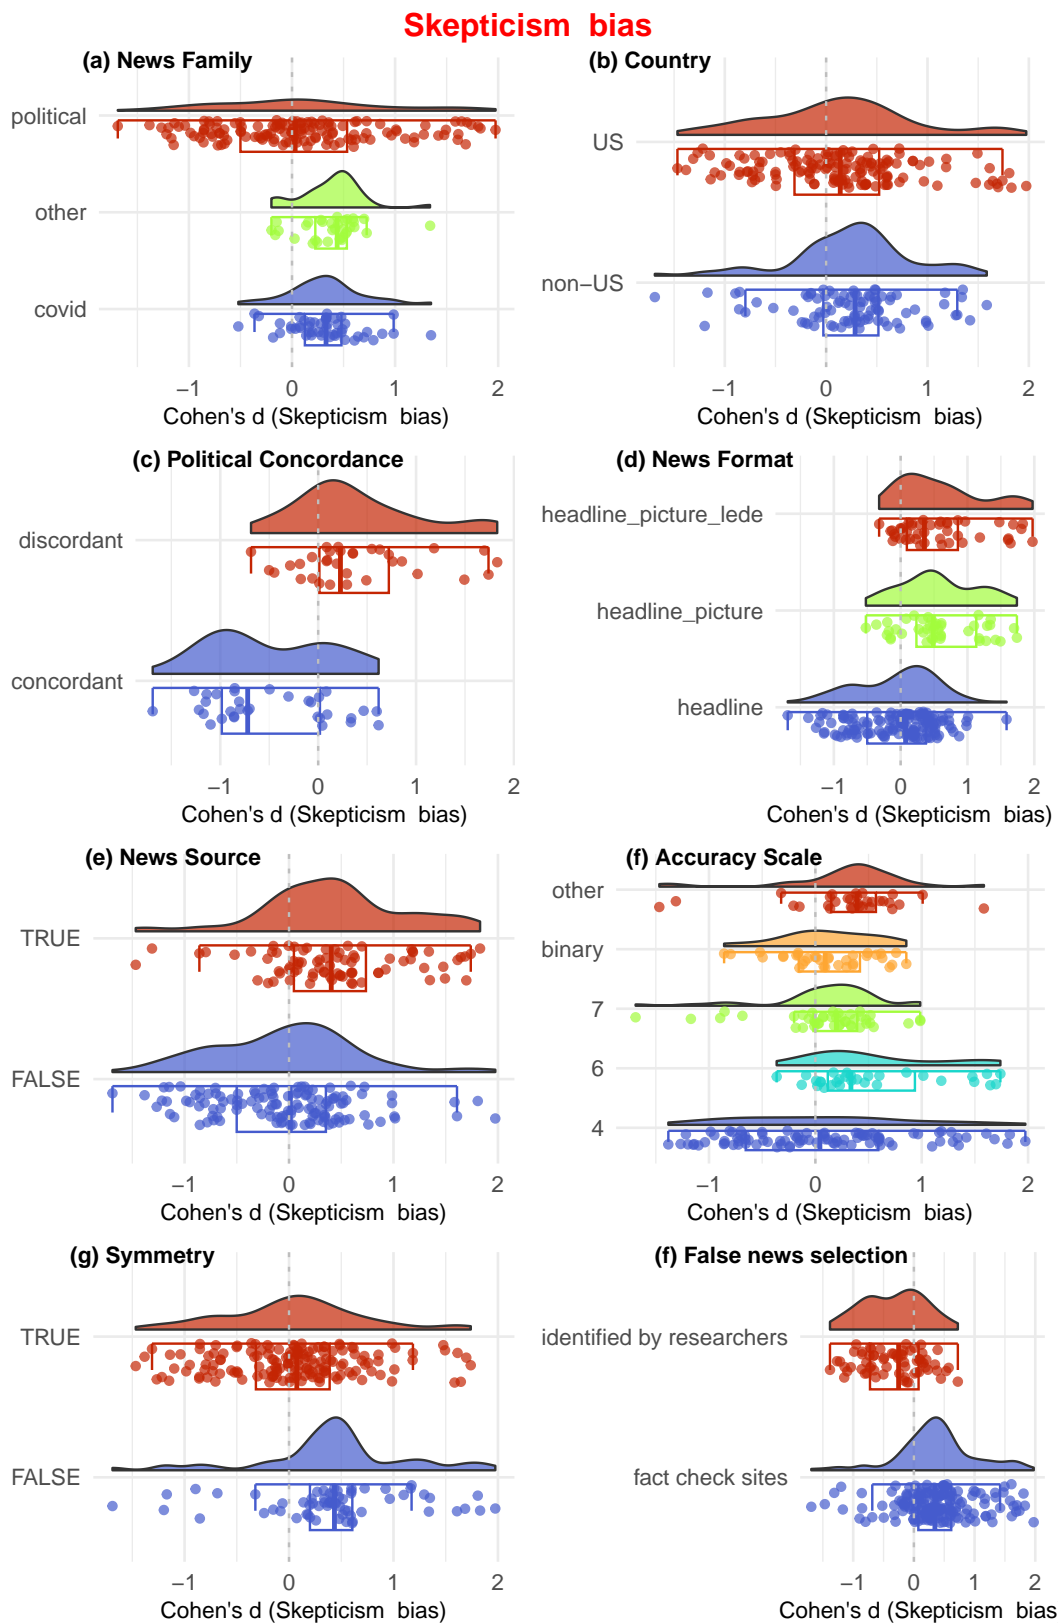 Skepticism  bias
(a) News Family
political
other
covid
−1 0 1 2
Cohen's d (Skepticism  bias)
(b) Country
US
non−US
−1 0 1 2
Cohen's d (Skepticism  bias)
(c) Political Concordance
discordant
concordant
−1 0 1 2
Cohen's d (Skepticism  bias)
(d) News Format
headline_picture_lede
headline_picture
headline
−1 0 1 2
Cohen's d (Skepticism  bias)
(e) News Source
TRUE
FALSE
−1 0 1 2
Cohen's d (Skepticism  bias)
(f) Accuracy Scale
other
binary
7
6
4
−1 0 1 2
Cohen's d (Skepticism  bias)
(g) Symmetry
TRUE
FALSE
−1 0 1 2
Cohen's d (Skepticism  bias)
(f) False news selection
identified by researchers
fact check sites
−1 0 1 2
Cohen's d (Skepticism  bias)